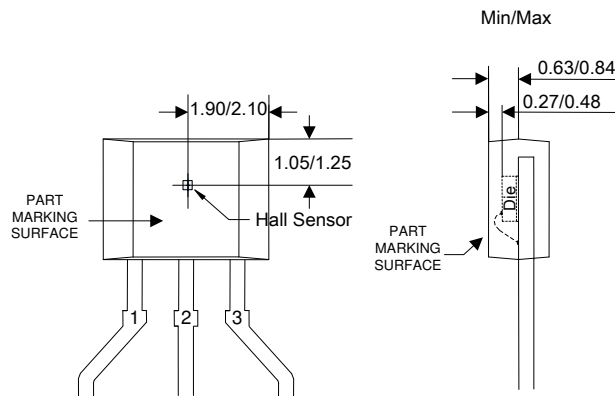 Min/Max
0.63/0.84
1.90/2.10
0.27/0.48
1.05/1.25
PART
MARKING
SURFACE
Hall Sensor
Die
PART
MARKING
SURFACE
1
2
3